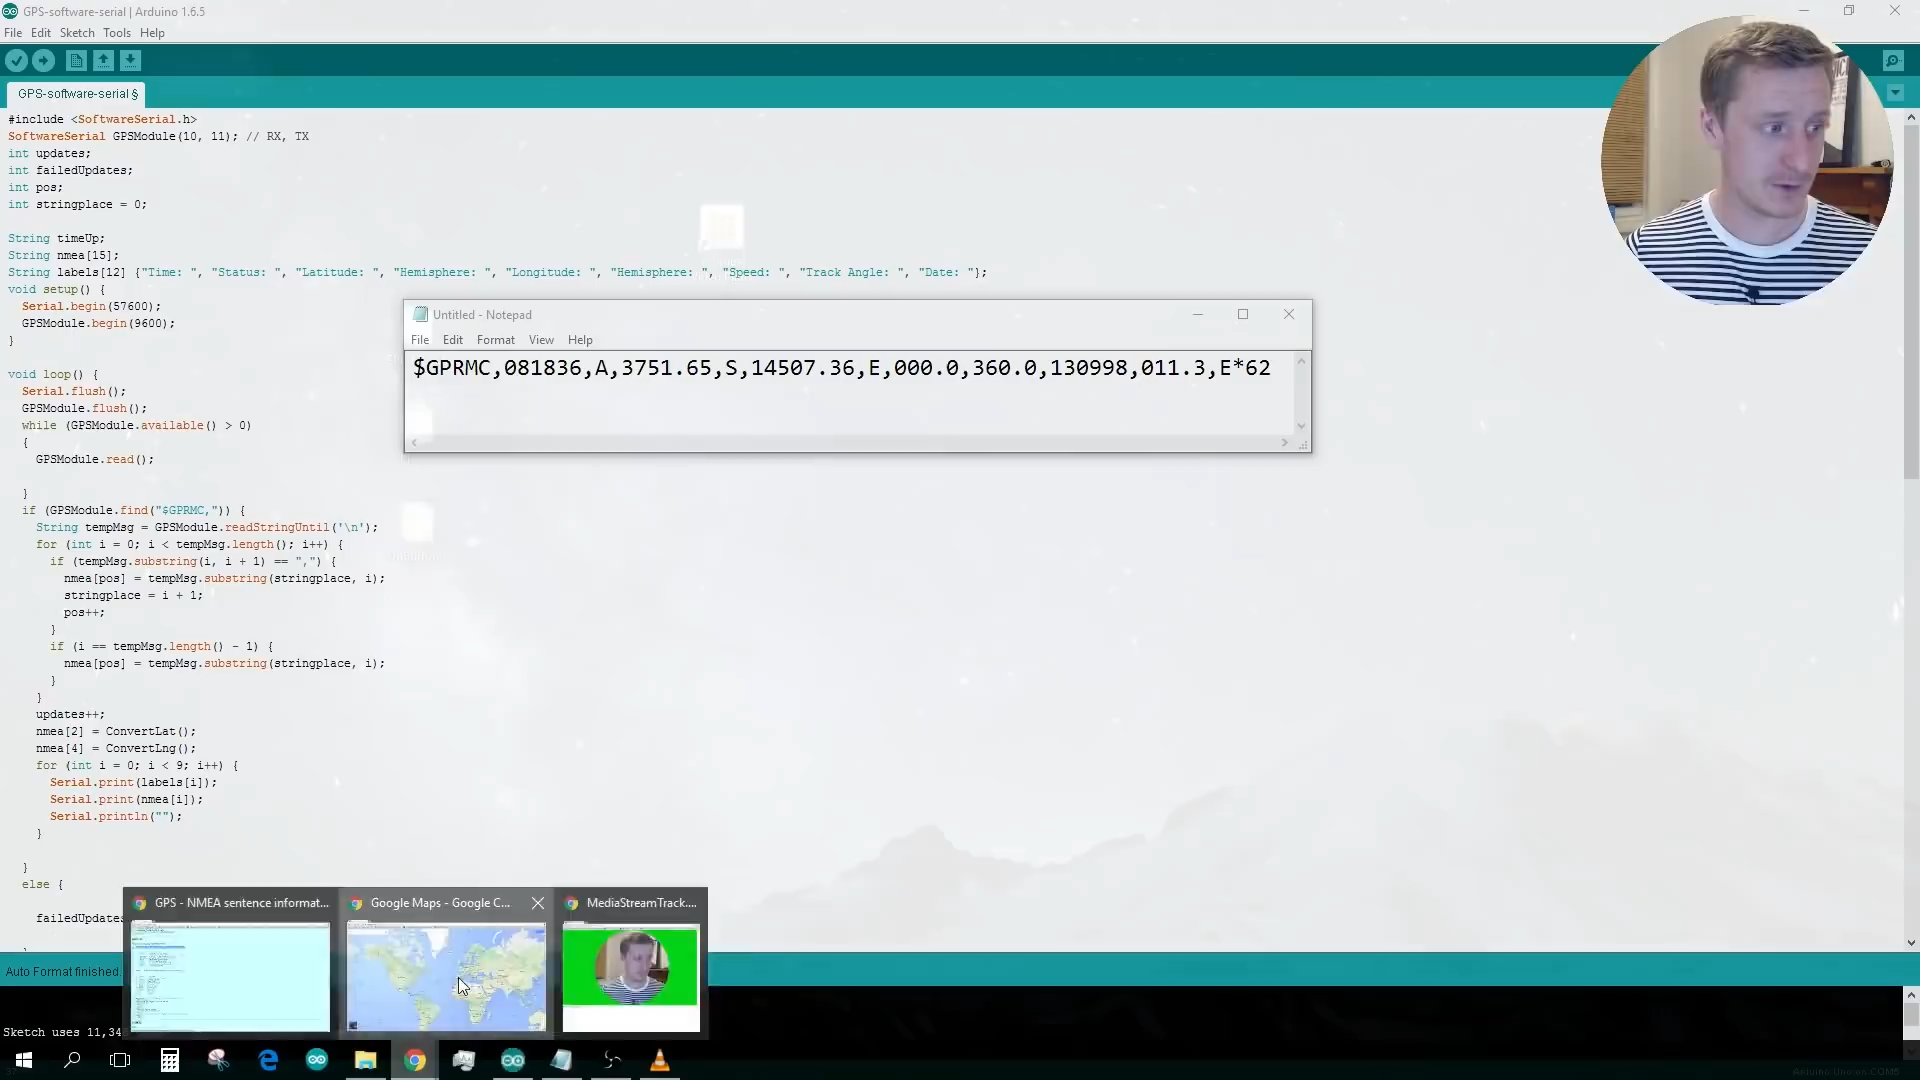 GPS-software-serial | Arduino 1.6.5
File Edit Sketch Tools Help
GPS-software-serial §
#include <SoftwareSerial.h>
SoftwareSerial GPSModule(10, 11); // RX, TX
int updates;
int failedUpdates;
int pos;
int stringplace = 0;
String timeUp;
String nmea[15];
String labels[12] {"Time: ", "Status: ", "Latitude: ", "Hemisphere: ", "Longitude: ", "Hemisphere: ", "Speed: ", "Track Angle: ", "Date: "};
void setup() {
Serial.begin(57600);
GPSModule.begin(9600);
}
void loop() {
Serial.flush();
GPSModule.flush();
while (GPSModule.available() > 0)
{
GPSModule.read();
}
if (GPSModule.find("$GPRMC,")) {
String tempMsg = GPSModule.readStringUntil('\n');
for (int i = 0; i < tempMsg.length(); i++) {
if (tempMsg.substring(i, i + 1) == ",") {
nmea[pos] = tempMsg.substring(stringplace, i);
stringplace = i + 1;
pos++;
}
if (i == tempMsg.length() - 1) {
nmea[pos] = tempMsg.substring(stringplace, i);
}
}
updates++;
nmea[2] = ConvertLat();
nmea[4] = ConvertLng();
for (int i = 0; i < 9; i++) {
Serial.print(labels[i]);
Serial.print(nmea[i]);
Serial.println("");
}
}
else {
failedUpdates
Untitled - Notepad
File Edit Format View Help
$GPRMC,081836,A,3751.65,S,14507.36,E,000.0,360.0,130998,011.3,E*62
GPS - NMEA sentence informat...
Google Maps - Google C...
MediaStreamTrack....
Auto Format finished.
Sketch uses 11,34
Arduino Uno on COM5